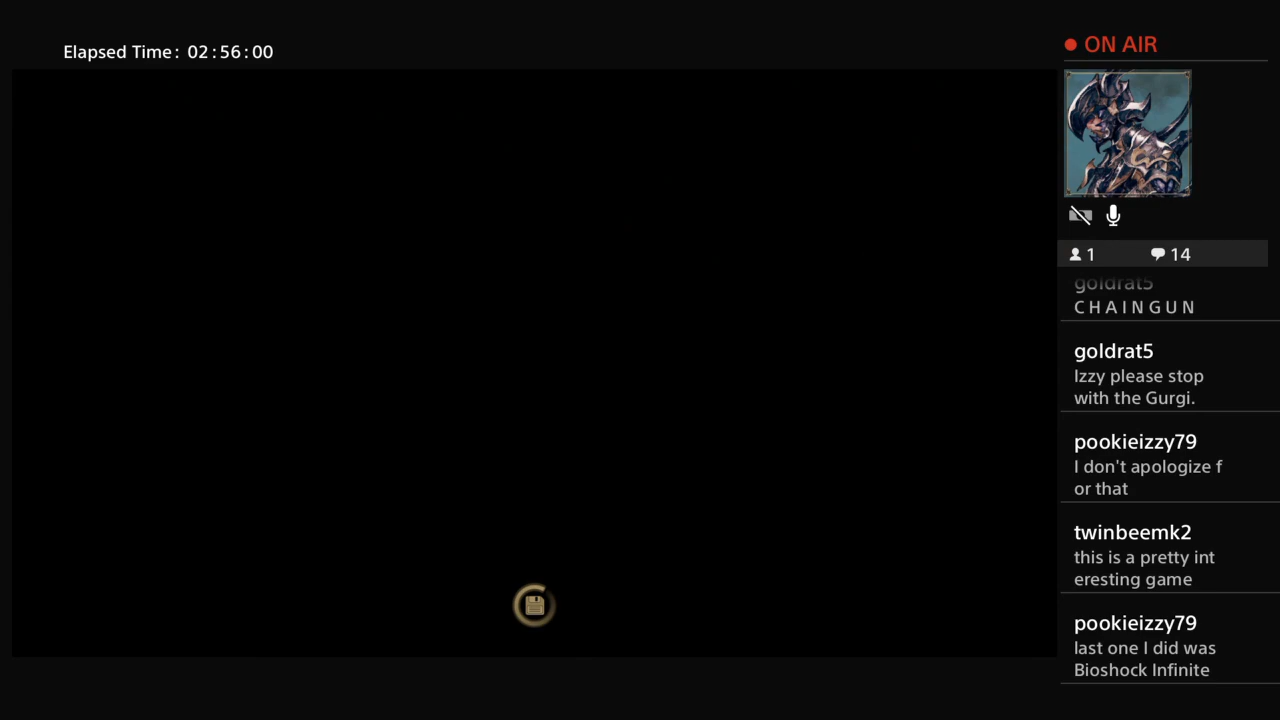 Elapsed Time: 02:56:00
ON AIR
1 14
goldrat5
C H A I N G U N
goldrat5
Izzy please stop
with the Gurgi.
pookieizzy79
I don't apologize f
or that
twinbeemk2
this is a pretty int
eresting game
pookieizzy79
last one I did was
Bioshock Infinite